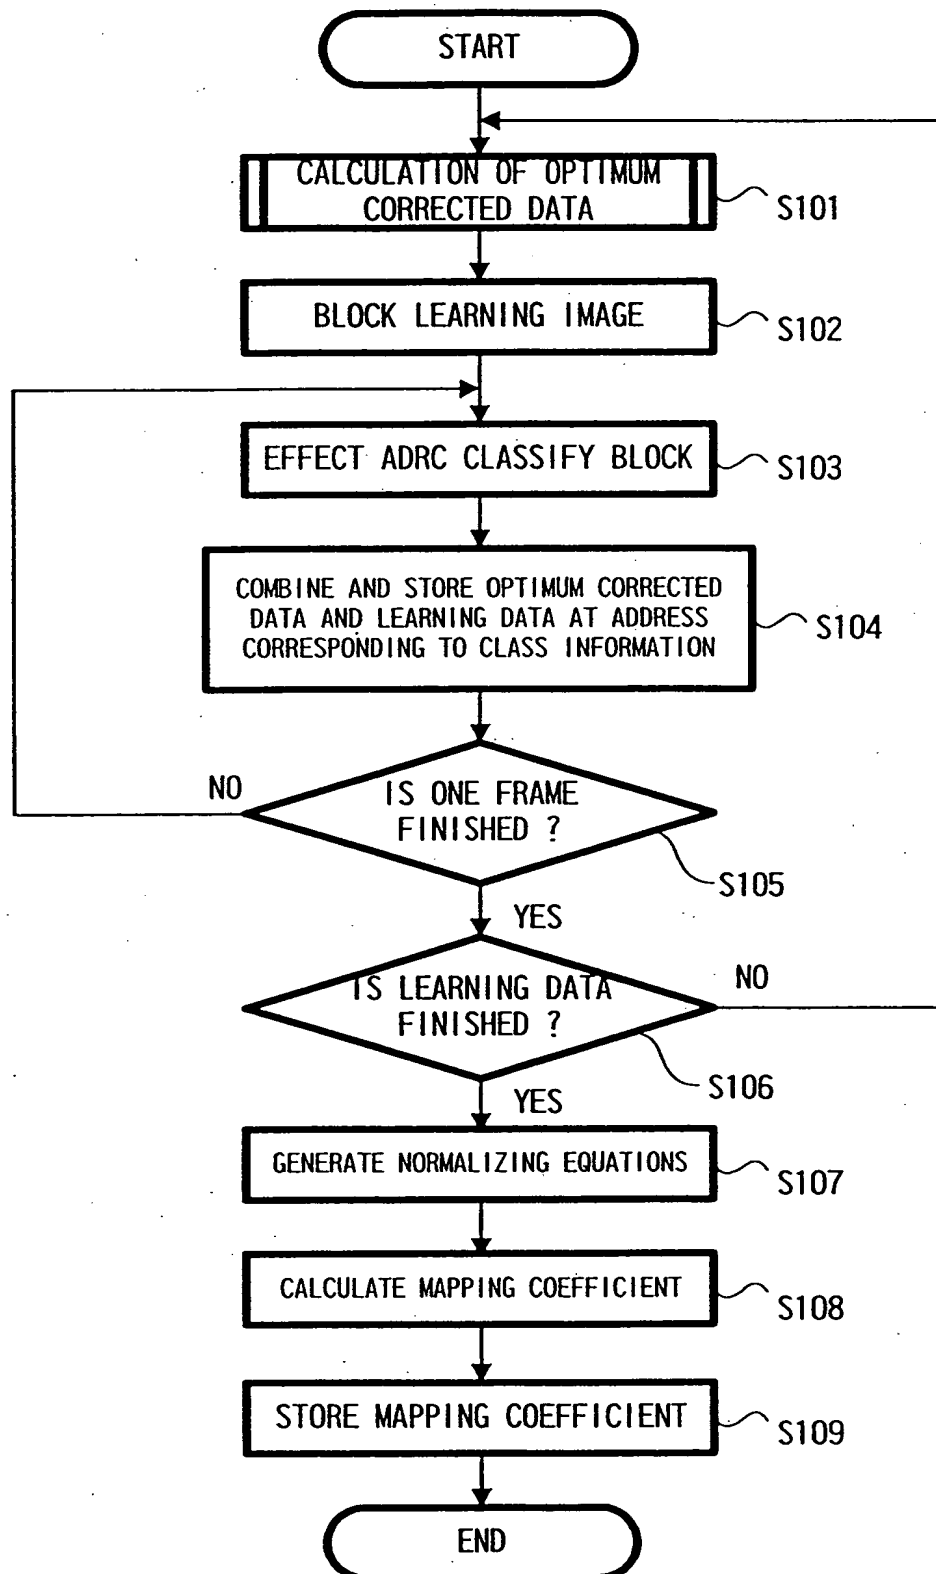 START
CALCULATION OF OPTIMUM
CORRECTED DATA
S101
BLOCK LEARNING IMAGE
S102
EFFECT ADRC CLASSIFY BLOCK
S103
COMBINE AND STORE OPTIMUM CORRECTED
DATA AND LEARNING DATA AT ADDRESS
CORRESPONDING TO CLASS INFORMATION
S104
NO
IS ONE FRAME
FINISHED ?
S105
YES
IS LEARNING DATA
FINISHED ?
NO
S106
YES
GENERATE NORMALIZING EQUATIONS
S107
CALCULATE MAPPING COEFFICIENT
S108
STORE MAPPING COEFFICIENT
S109
END